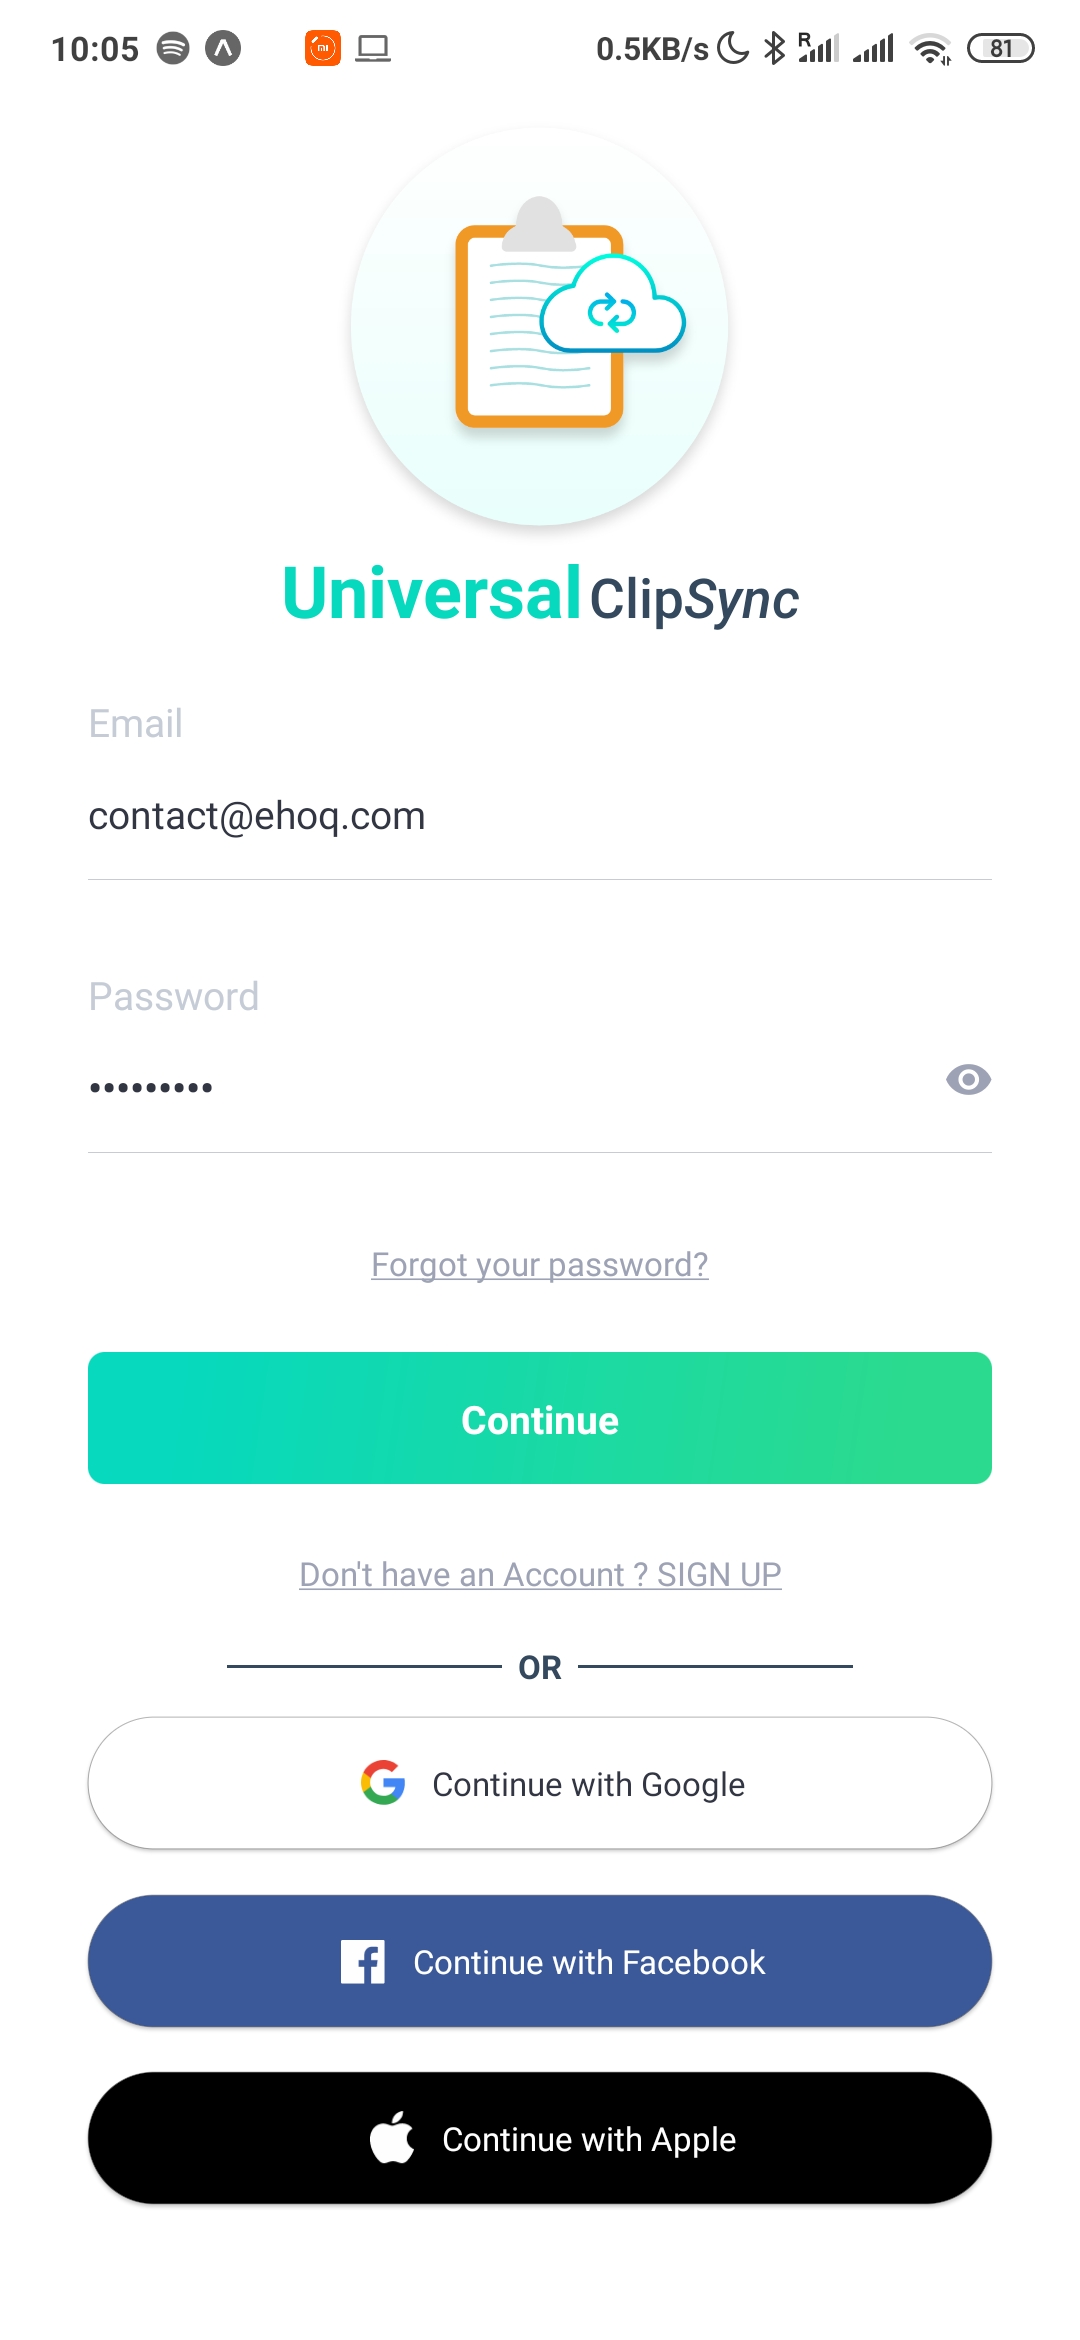 10:05 0.5KB/s R 81
Universal ClipSync
Email
contact@ehoq.com
Password
•••••••••
Forgot your password?
Continue
Don't have an Account ? SIGN UP
OR
Continue with Google
Continue with Facebook
Continue with Apple